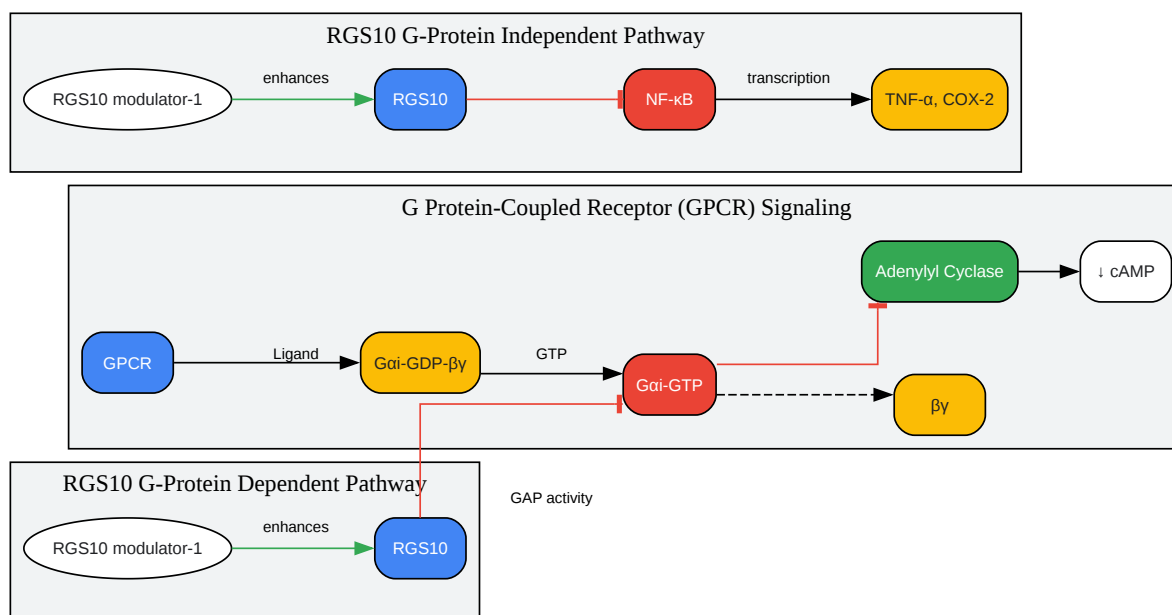 RGS10 G-Protein Independent Pathway
RGS10 modulator-1
enhances
RGS10
NF-κB
transcription
TNF-α, COX-2
G Protein-Coupled Receptor (GPCR) Signaling
Adenylyl Cyclase
↓ cAMP
GPCR
Ligand
Gαi-GDP-βγ
GTP
Gαi-GTP
βγ
RGS10 G-Protein Dependent Pathway
GAP activity
RGS10 modulator-1
enhances
RGS10